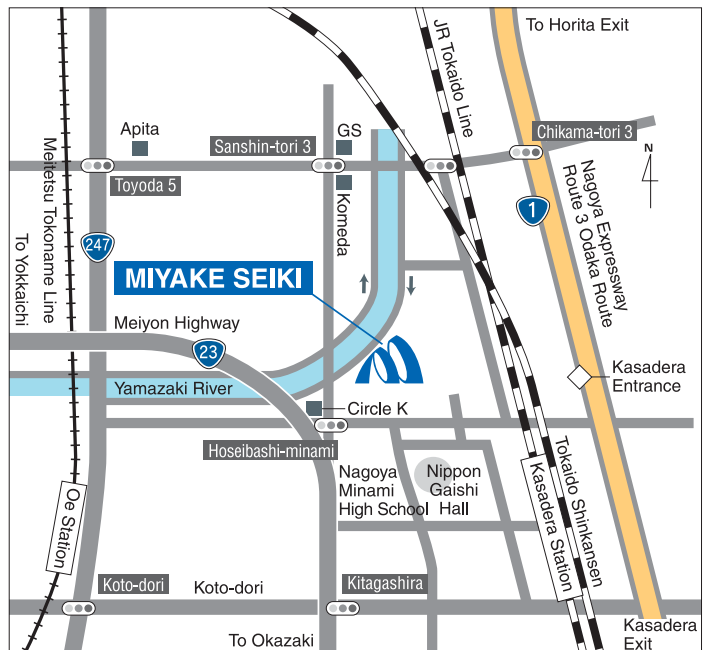 To Horita Exit
JR Tokaido Line
Apita
Sanshin-tori 3
GS
Chikama-tori 3
N
Toyoda 5
Komeda
Meitetsu Tokoname Line
1
Nagoya Expressway
Route 3 Odaka Route
247
To Yokkaichi
MIYAKE SEIKI
Meiyon Highway
23
Kasadera
Entrance
Yamazaki River
Circle K
Hoseibashi-minami
Nagoya
Minami
High School
Nippon
Gaishi
Hall
Tokaido Shinkansen
Kasadera Station
Oe Station
Koto-dori
Koto-dori
Kitagashira
To Okazaki
Kasadera
Exit